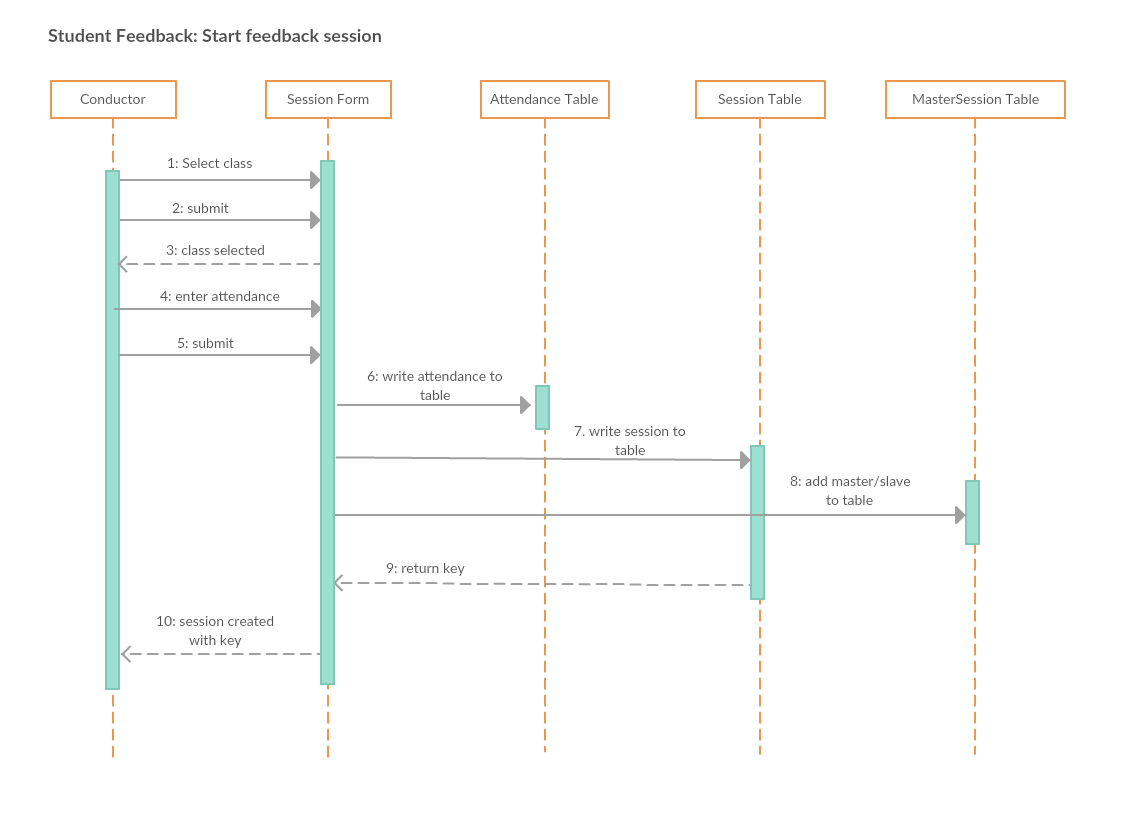 Student Feedback: Start feedback session
Conductor
Session Form
Attendance Table
Session Table
MasterSession Table
1: Select class
2: submit
3: class selected
4: enter attendance
5: submit
6: write attendance to
table
7. write session to
table
8: add master/slave
to table
9: return key
10: session created
with key